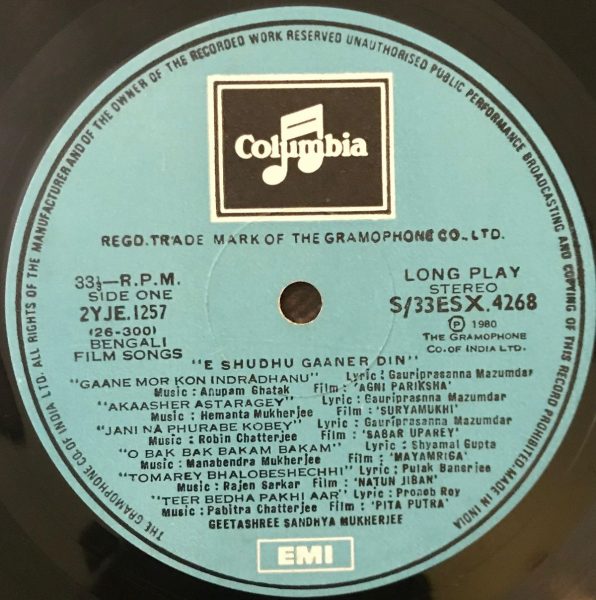 THE GRAMOPHONE CO. OF INDIA LTD. ALL RIGHTS OF THE MANUFACTURER AND OF THE OWNER OF THE RECORDED WORK RESERVED UNAUTHORISED PUBLIC PERFORMANCE BROADCASTING AND COPYING OF THIS RECORD PROHIBITED MADE IN INDIA
Columbia
REGD. TRADE MARK OF THE GRAMOPHONE CO., LTD.
33⅓—R.P.M.
SIDE ONE
2YJE.1257
(26-300)
BENGALI
FILM SONGS
LONG PLAY
STEREO
S/33ESX.4268
℗ 1980
THE GRAMOPHONE
CO. OF INDIA LTD.
"E SHUDHU GAANER DIN"
"GAANE MOR KON INDRADHANU" Lyric: Gauriprasanna Mazumdar
Music: Anupam Ghatak Film: 'AGNI PARIKSHA'
"AKAASHER ASTARAGEY" Lyric: Gauriprasanna Mazumdar
Music: Hemanta Mukherjee Film: 'SURYAMUKHI'
"JANI NA PHURABE KOBEY" Lyric: Gauriprasanna Mazumdar
Music: Robin Chatterjee Film: 'SABAR UPAREY'
"O BAK BAK BAKAM BAKAM" Lyric: Shyamal Gupta
Music: Manabendra Mukherjee Film: 'MAYAMRIGA'
"TOMAREY BHALOBESHECHHI" Lyric: Pulak Banerjee
Music: Rajen Sarkar Film: 'NATUN JIBAN'
"TEER BEDHA PAKHI AAR" Lyric: Pronob Roy
Music: Pabitra Chatterjee Film: 'PITA PUTRA'
GEETASHREE SANDHYA MUKHERJEE
EMI